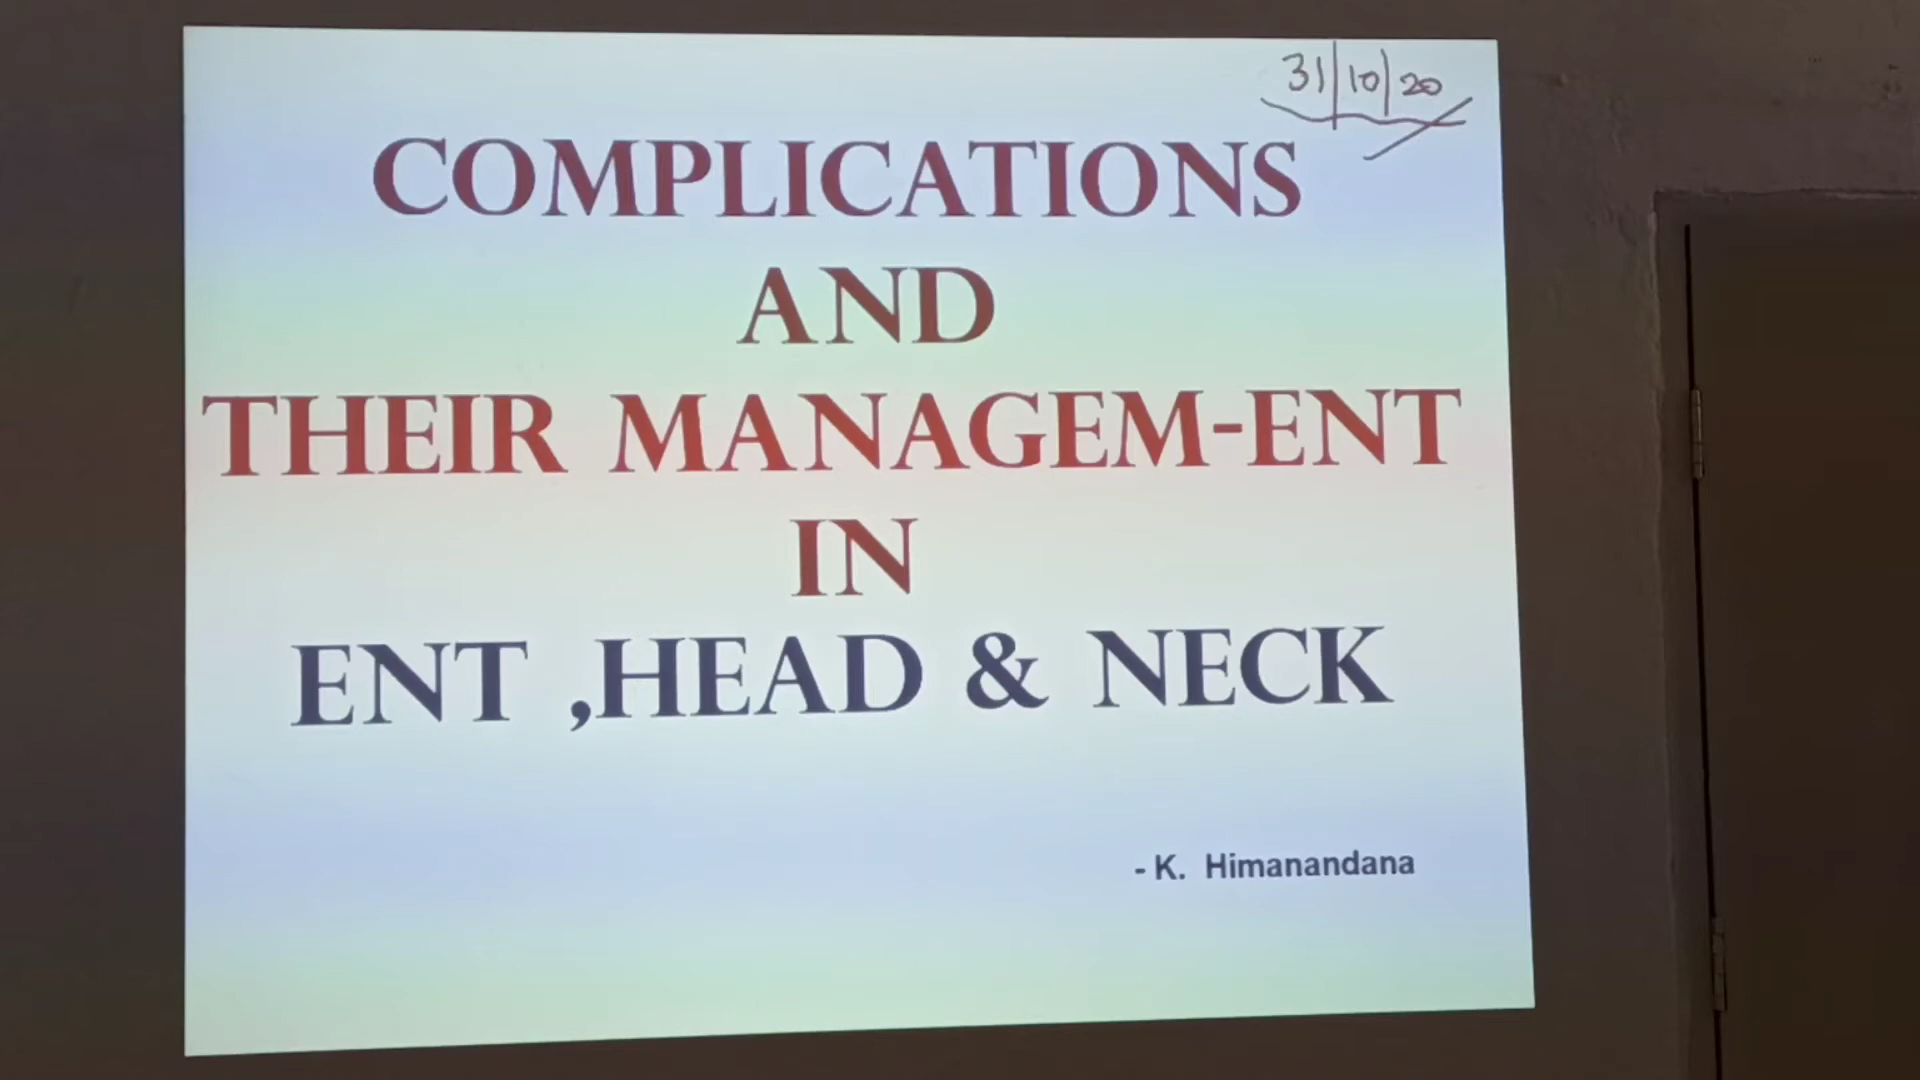 31|10|20
COMPLICATIONS
AND
THEIR MANAGEM-ENT
IN
ENT ,HEAD & NECK
- K. Himanandana